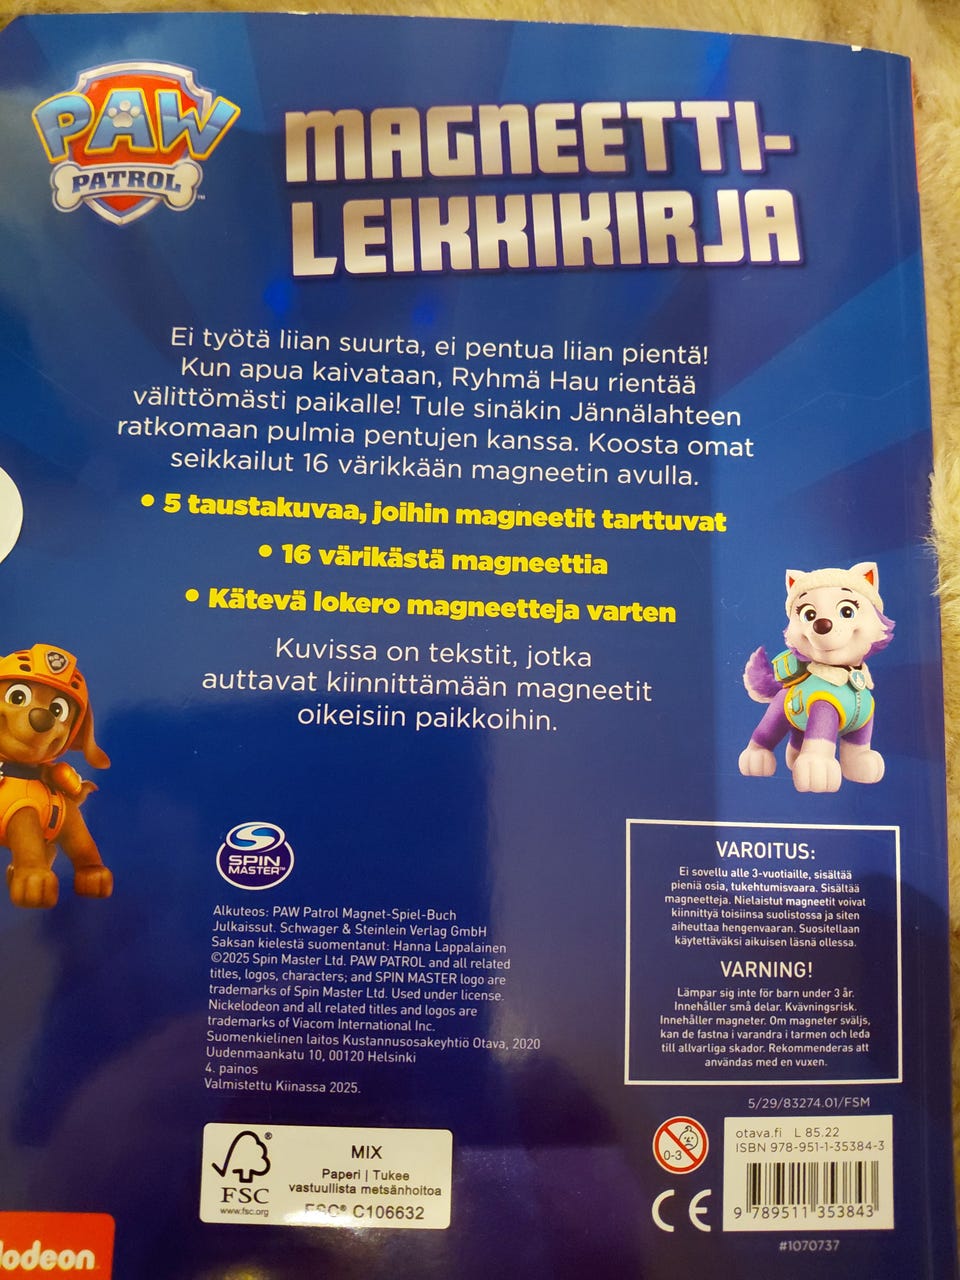 PAW
PATROL
MAGNEETTI-
LEIKKIKIRJA
Ei työtä liian suurta, ei pentua liian pientä!
Kun apua kaivataan, Ryhmä Hau rientää
välittömästi paikalle! Tule sinäkin Jännälahteen
ratkomaan pulmia pentujen kanssa. Koosta omat
seikkailut 16 värikkään magneetin avulla.
• 5 taustakuvaa, joihin magneetit tarttuvat
• 16 värikästä magneettia
• Kätevä lokero magneetteja varten
Kuvissa on tekstit, jotka
auttavat kiinnittämään magneetit
oikeisiin paikkoihin.
SPIN
MASTER™
Alkuteos: PAW Patrol Magnet-Spiel-Buch
Julkaissut. Schwager & Steinlein Verlag GmbH
Saksan kielestä suomentanut: Hanna Lappalainen
©2025 Spin Master Ltd. PAW PATROL and all related
titles, logos, characters; and SPIN MASTER logo are
trademarks of Spin Master Ltd. Used under license.
Nickelodeon and all related titles and logos are
trademarks of Viacom International Inc.
Suomenkielinen laitos Kustannusosakeyhtiö Otava, 2020
Uudenmaankatu 10, 00120 Helsinki
4. painos
Valmistettu Kiinassa 2025.
VAROITUS:
Ei sovellu alle 3-vuotiaille, sisältää
pieniä osia, tukehtumisvaara. Sisältää
magneetteja. Nielaistut magneetit voivat
kiinnittyä toisiinsa suolistossa ja siten
aiheuttaa hengenvaaran. Suositellaan
käytettäväksi aikuisen läsnä ollessa.
VARNING!
Lämpar sig inte för barn under 3 år.
Innehåller små delar. Kvävningsrisk.
Innehåller magneter. Om magneter sväljs,
kan de fastna i varandra i tarmen och leda
till allvarliga skador. Rekommenderas att
användas med en vuxen.
5/29/83274.01/FSM
0-3
CE
otava.fi L 85.22
ISBN 978-951-1-35384-3
9 789511 353843
#1070737
FSC
www.fsc.org
MIX
Paperi | Tukee
vastuullista metsänhoitoa
FSC® C106632
lodeon